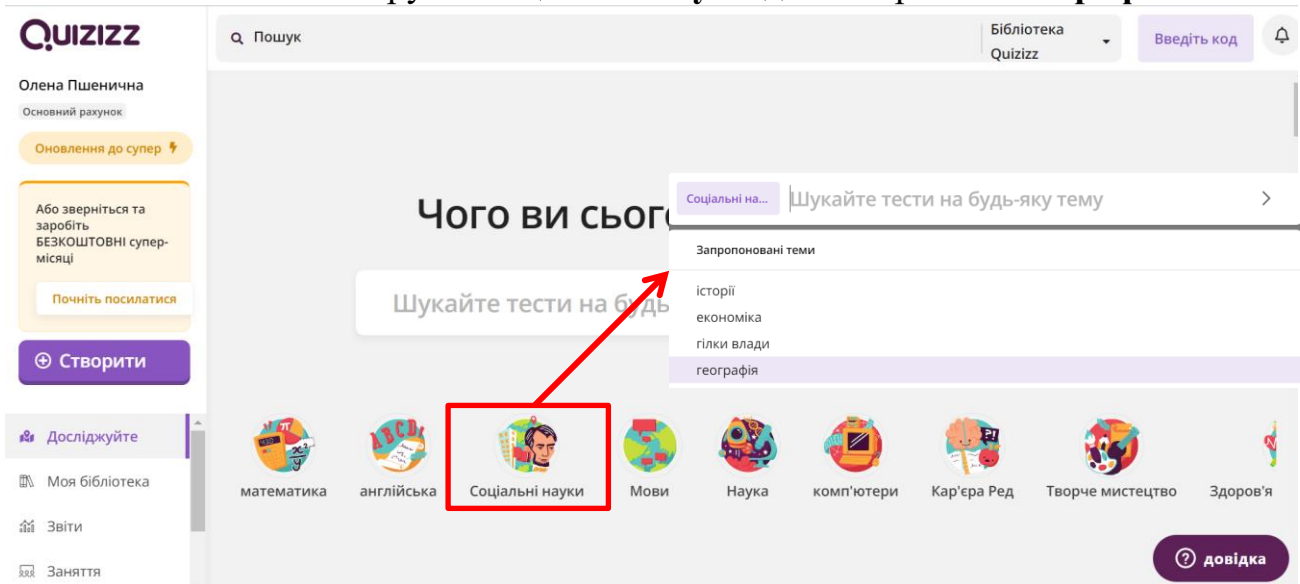 QUIZIZZ
Пошук
Бібліотека
Quizizz
Введіть код
Олена Пшенична
Основний рахунок
Оновлення до супер
Або зверніться та
заробіть
БЕЗКОШТОВНІ супер-
місяці
Почніть посилатися
Створити
Досліджуйте
Моя бібліотека
Звіти
Заняття
Чого ви сього
Шукайте тести на будь
Соціальні на...
Шукайте тести на будь-яку тему
Запропоновані теми
історії
економіка
гілки влади
географія
математика
англійська
Соціальні науки
Мови
Наука
комп'ютери
Кар'єра Ред
Творче мистецтво
Здоров'я
довідка